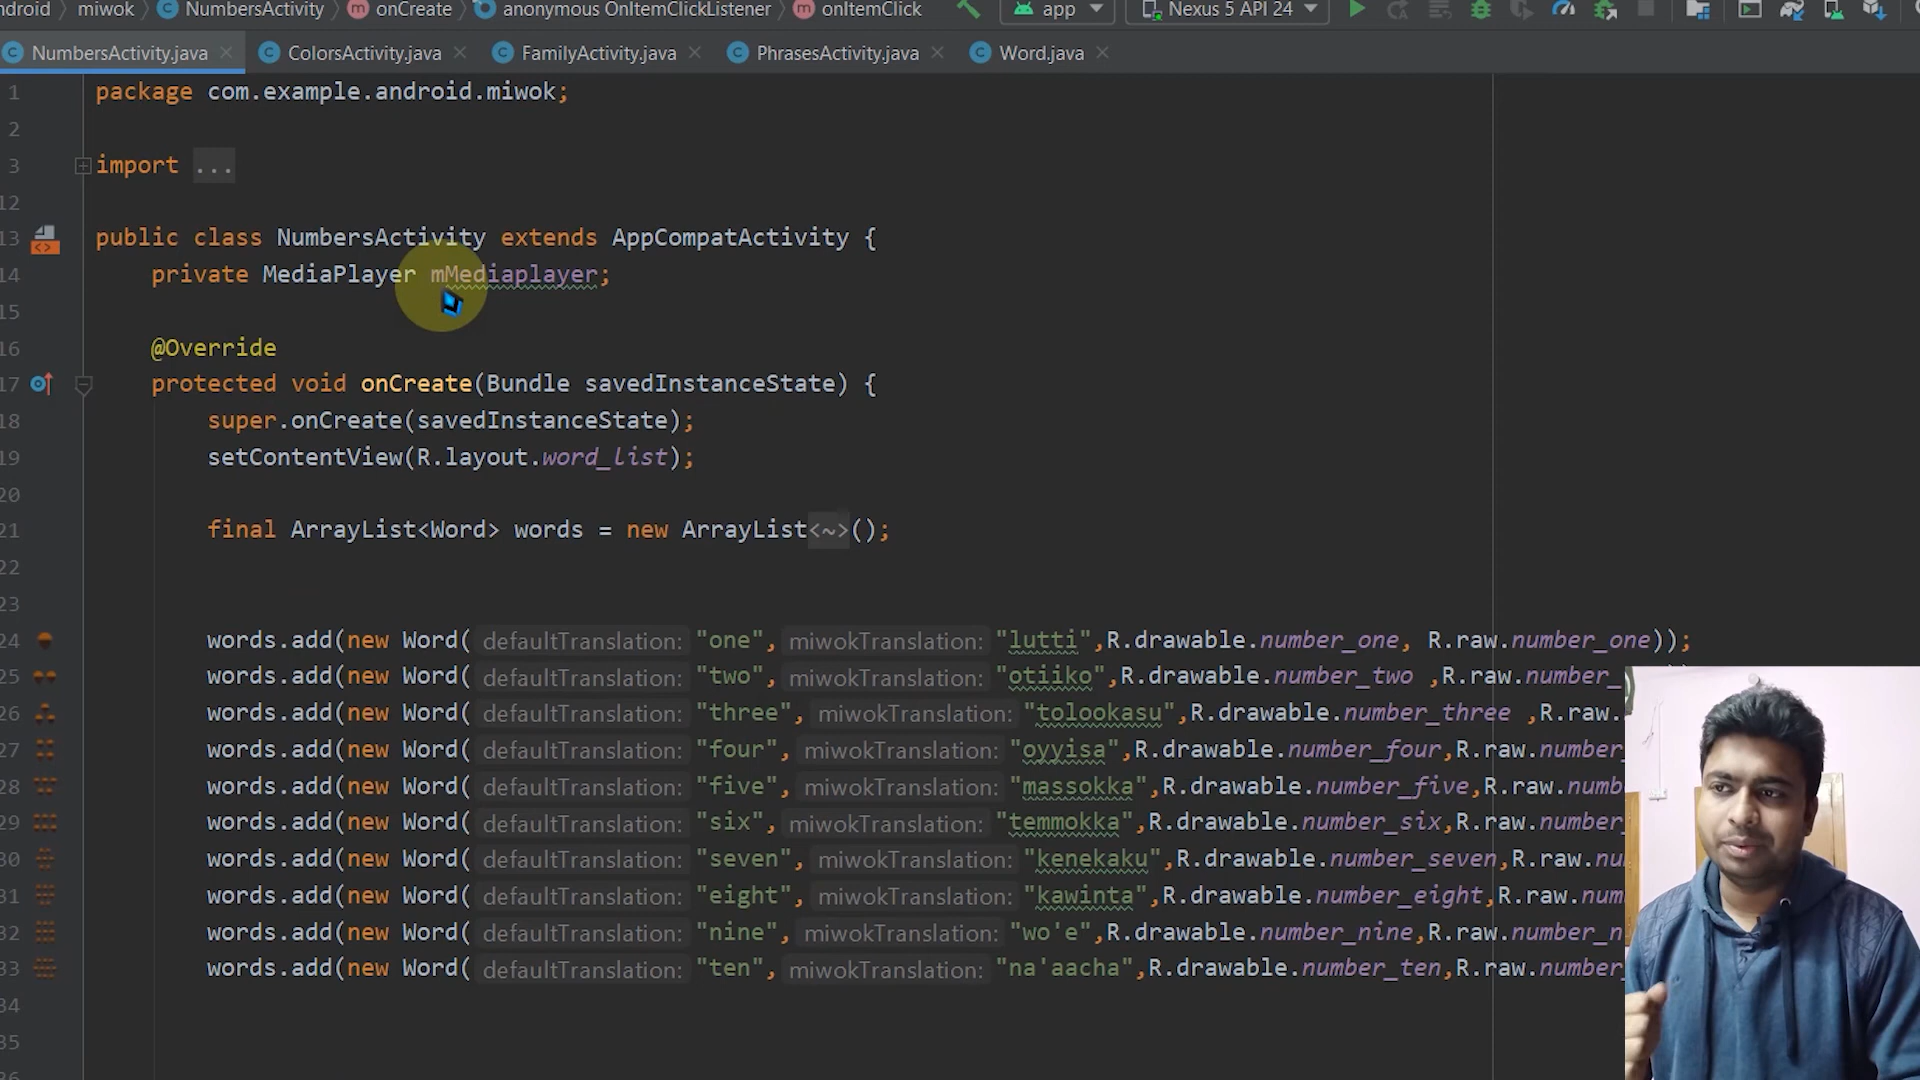 ndroid miwok NumbersActivity onCreate anonymous OnItemClickListener onItemClick app Nexus 5 API 24
NumbersActivity.java ColorsActivity.java FamilyActivity.java PhrasesActivity.java Word.java
1 package com.example.android.miwok;
2
3 import ...
12
13 public class NumbersActivity extends AppCompatActivity {
14 private MediaPlayer mMediaplayer;
15
16 @Override
17 protected void onCreate(Bundle savedInstanceState) {
18 super.onCreate(savedInstanceState);
19 setContentView(R.layout.word_list);
20
21 final ArrayList<Word> words = new ArrayList<~>();
22
23
24 words.add(new Word( defaultTranslation: "one", miwokTranslation: "lutti",R.drawable.number_one, R.raw.number_one));
25 words.add(new Word( defaultTranslation: "two", miwokTranslation: "otiiko",R.drawable.number_two ,R.raw.number_
26 words.add(new Word( defaultTranslation: "three", miwokTranslation: "tolookasu",R.drawable.number_three ,R.raw.
27 words.add(new Word( defaultTranslation: "four", miwokTranslation: "oyyisa",R.drawable.number_four,R.raw.number
28 words.add(new Word( defaultTranslation: "five", miwokTranslation: "massokka",R.drawable.number_five,R.raw.numb
29 words.add(new Word( defaultTranslation: "six", miwokTranslation: "temmokka",R.drawable.number_six,R.raw.number_
30 words.add(new Word( defaultTranslation: "seven", miwokTranslation: "kenekaku",R.drawable.number_seven,R.raw.nu
31 words.add(new Word( defaultTranslation: "eight", miwokTranslation: "kawinta",R.drawable.number_eight,R.raw.num
32 words.add(new Word( defaultTranslation: "nine", miwokTranslation: "wo'e",R.drawable.number_nine,R.raw.number_n
33 words.add(new Word( defaultTranslation: "ten", miwokTranslation: "na'aacha",R.drawable.number_ten,R.raw.number_
34
35
36